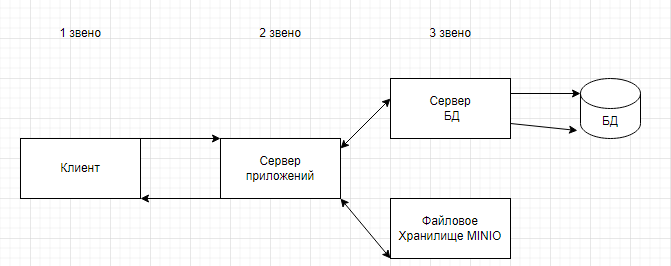 1 звено
2 звено
3 звено
Клиент
Сервер
приложений
Сервер
БД
БД
Файловое
Хранилище MINIO